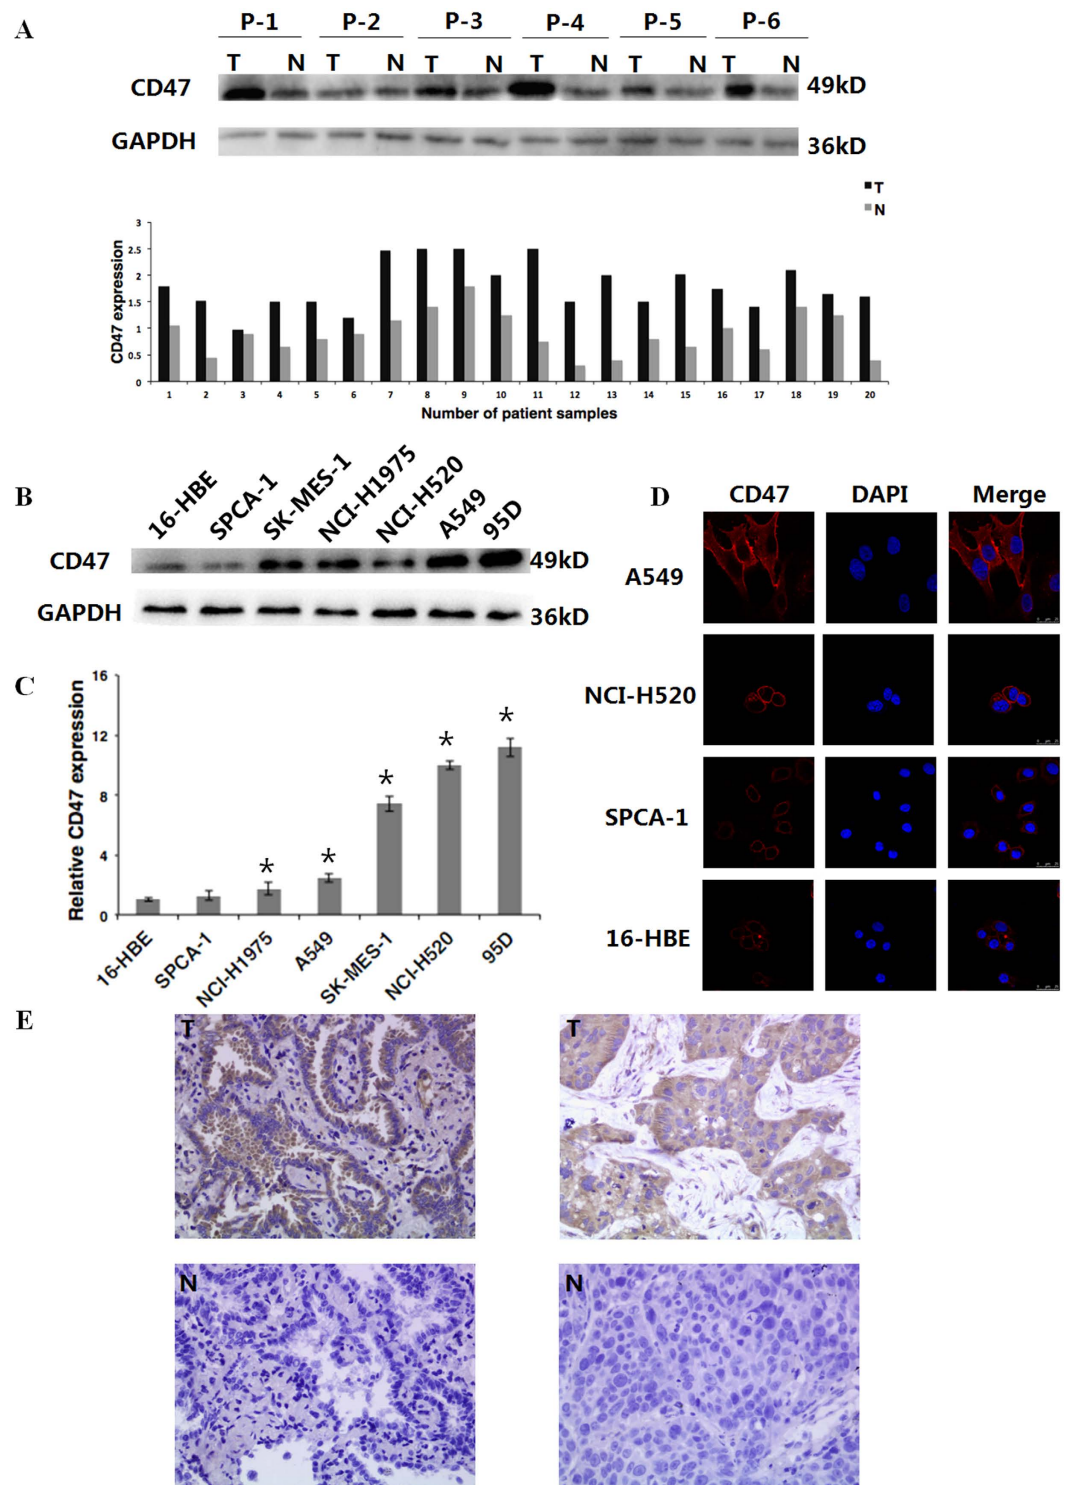 A
P-1 P-2 P-3 P-4 P-5 P-6
T N T N T N T N T N T N
CD47 49kD
GAPDH 36kD
T
N
CD47 expression
3
2.5
2
1.5
1
0.5
0
1 2 3 4 5 6 7 8 9 10 11 12 13 14 15 16 17 18 19 20
Number of patient samples
B
16-HBE SPCA-1 SK-MES-1 NCI-H1975 NCI-H520 A549 95D
CD47 49kD
GAPDH 36kD
C
Relative CD47 expression
16
12
8
4
0
* * * * *
16-HBE SPCA-1 NCI-H1975 A549 SK-MES-1 NCI-H520 95D
D
CD47 DAPI Merge
A549
NCI-H520
SPCA-1
16-HBE
E
T T
N N